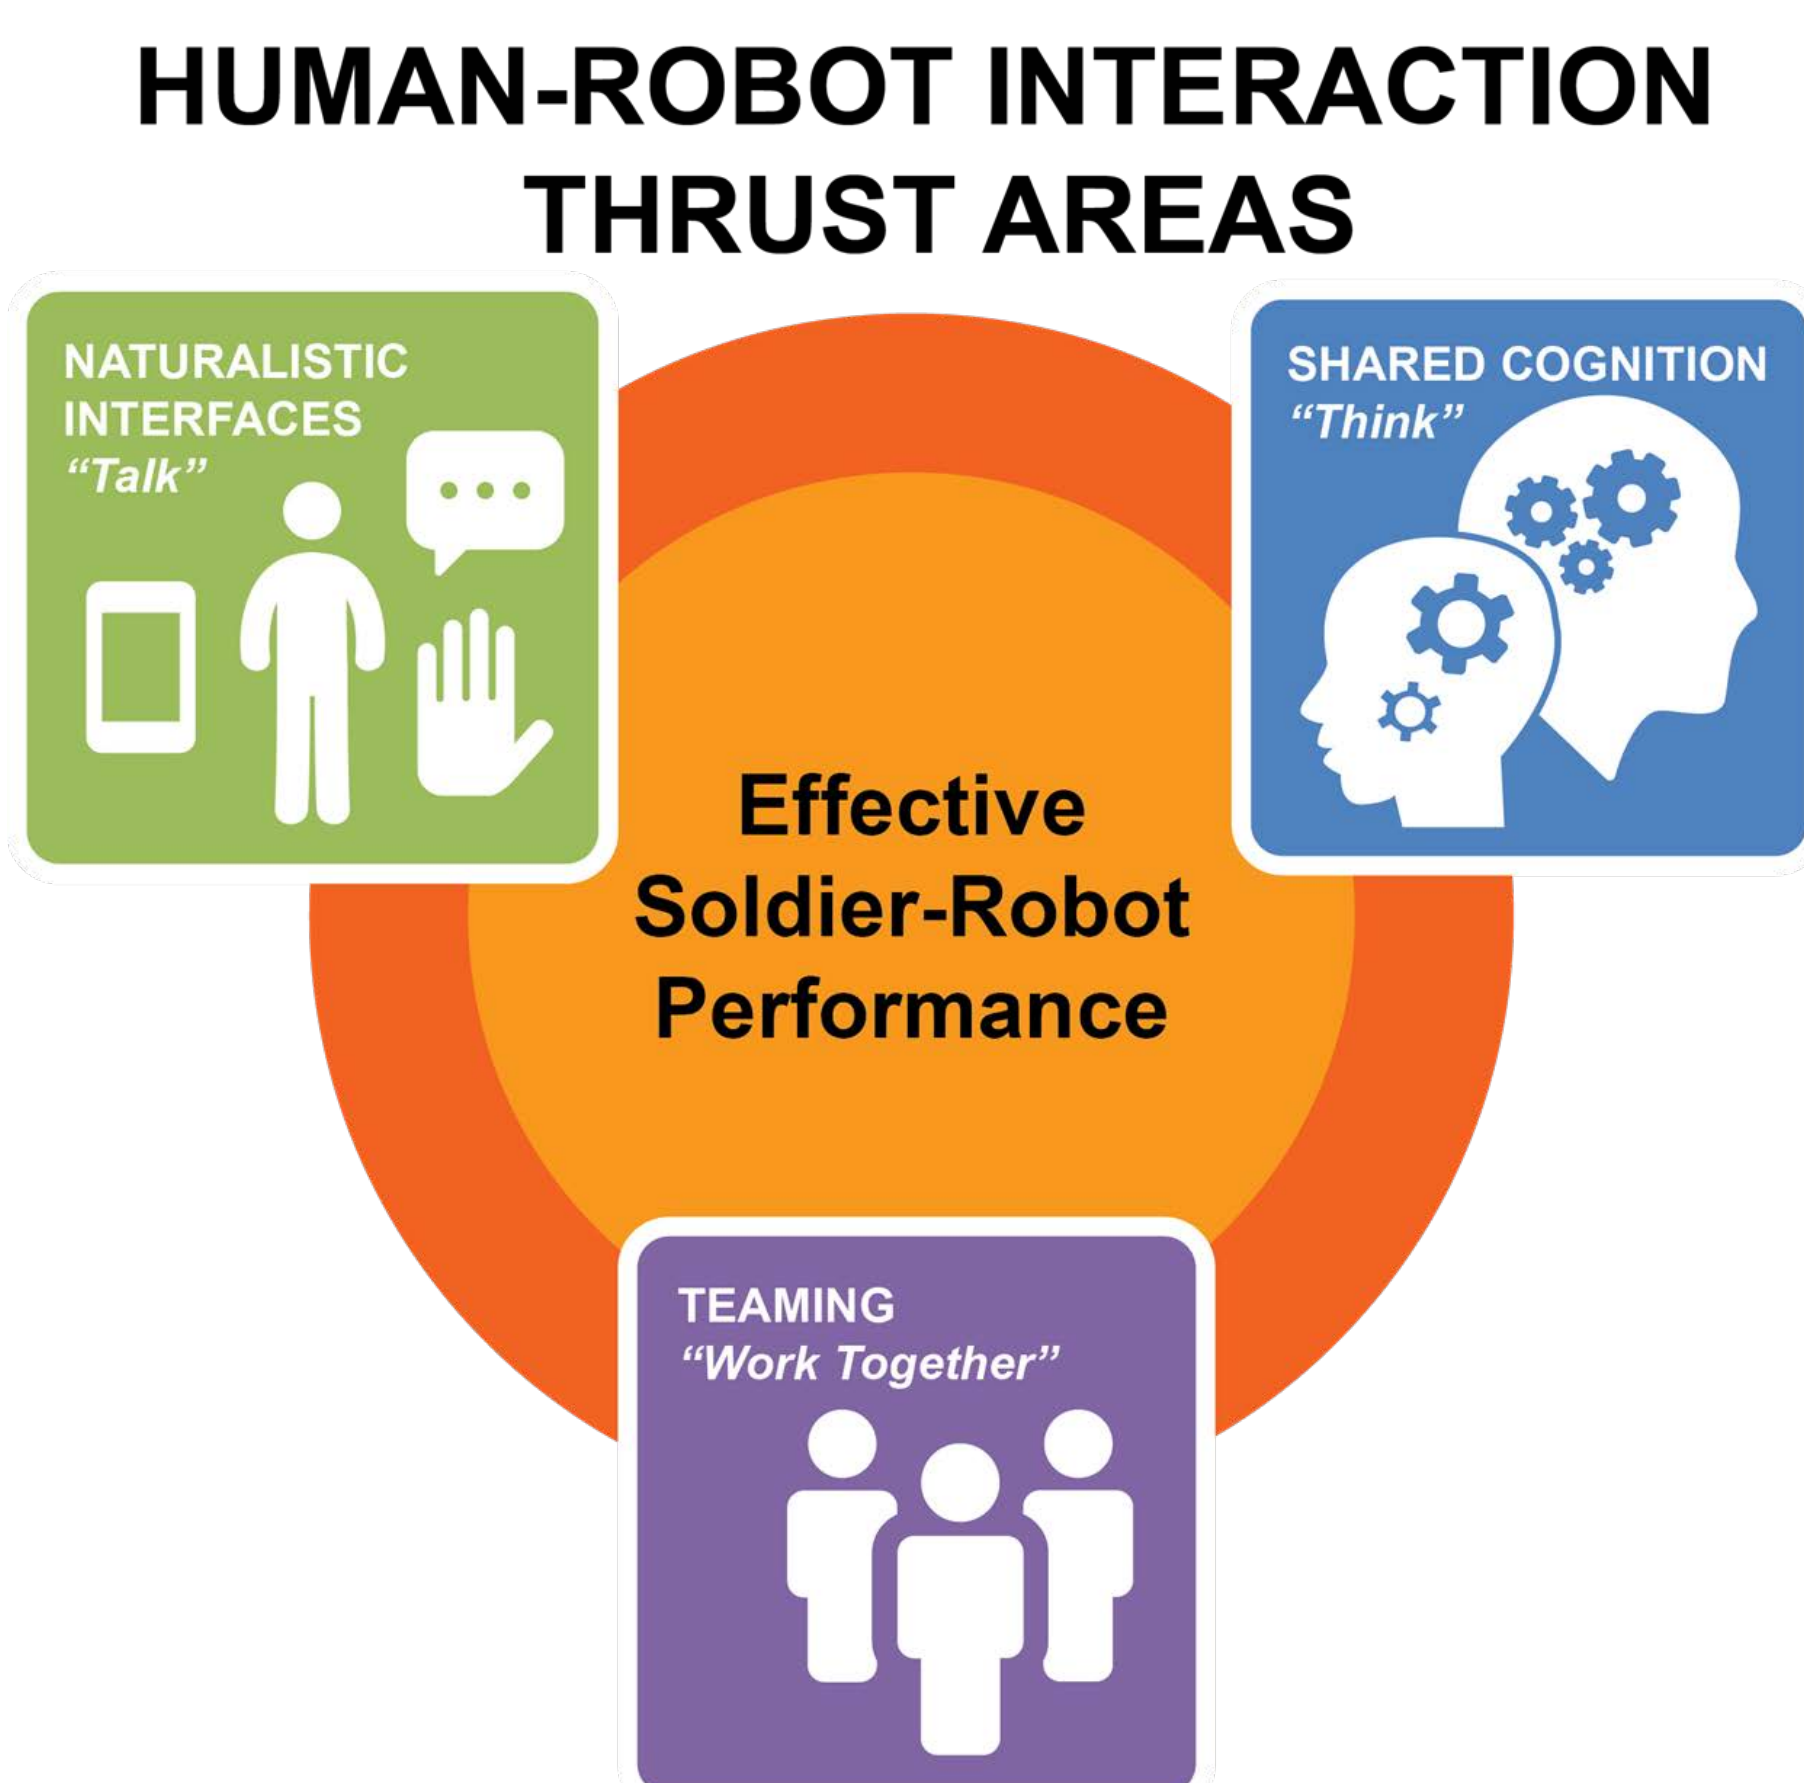 HUMAN-ROBOT INTERACTION
THRUST AREAS
NATURALISTIC
INTERFACES
“Talk”
SHARED COGNITION
“Think”
Effective
Soldier-Robot
Performance
TEAMING
“Work Together”